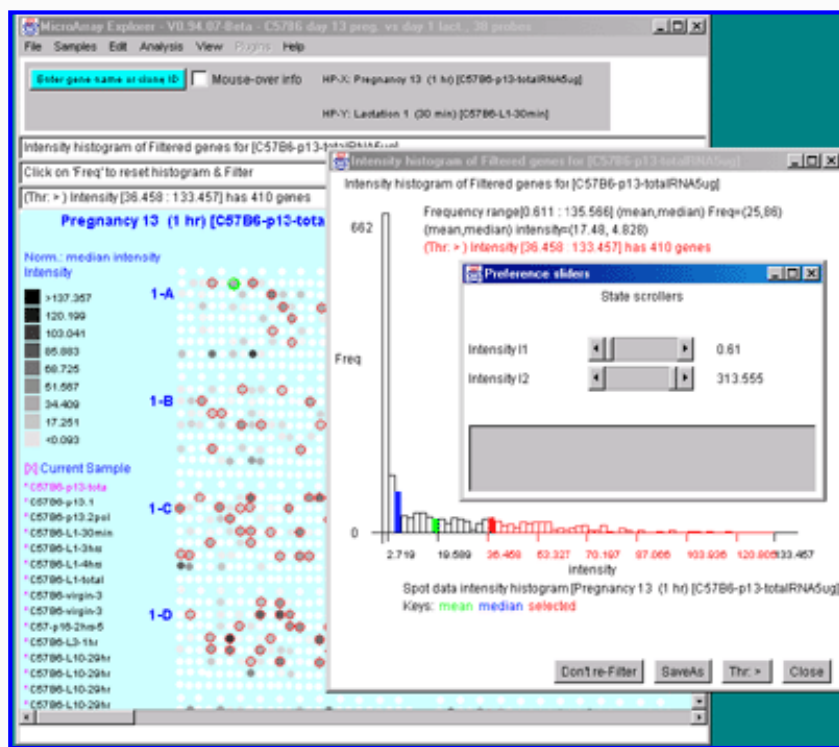 MicroArray Explorer - V0.94.07-Beta - C57B6 day 13 preg. vs day 1 lact., 38 probes
File Samples Edit Analysis View Plugins Help
Enter gene name or clone ID Mouse-over info HP-X: Pregnancy 13 (1 hr) [C57B6-p13-totalRNA5ug]
HP-Y: Lactation 1 (30 min) [C57B6-L1-30min]
Intensity histogram of Filtered genes for [C57B6-p13-totalRNA5ug]
Click on 'Freq' to reset histogram & Filter
(Thr: > ) Intensity [36.458 : 133.457] has 410 genes
Pregnancy 13 (1 hr) [C57B6-p13-tota
Norm.: median intensity
Intensity
>137.357
120.199
103.041
85.883
68.725
51.567
34.409
17.251
<0.093
1-A
1-B
1-C
1-D
[X] Current Sample
*C57B6-p13-tota
*C57B6-p13.1
*C57B6-p13.2pol
*C57B6-L1-30min
*C57B6-L1-3hrs
*C57B6-L1-4hrs
*C57B6-L1-total
*C57B6-virgin-3
*C57B6-virgin-3
*C57-p16-2hrs-5
*C57B6-L3-1hr
*C57B6-L10-29hr
*C57B6-L10-29hr
*C57B6-L10-29hr
*C57B6-L10-29hr
Intensity histogram of Filtered genes for [C57B6-p13-totalRNA5ug]
Intensity histogram of Filtered genes for [C57B6-p13-totalRNA5ug]
662
Frequency range[0.611 : 135.566] (mean,median) Freq=(25,86)
(mean,median) intensity=(17.48, 4.828)
(Thr: > ) Intensity [36.458 : 133.457] has 410 genes
Preference sliders
State scrollers
Intensity I1 0.61
Intensity I2 313.555
Freq
0
2.719 19.589 36.458 53.327 70.197 87.066 103.936 120.805 133.457
intensity
Spot data intensity histogram [Pregnancy 13 (1 hr) [C57B6-p13-totalRNA5ug]
Keys: mean median selected
Don't re-Filter SaveAs Thr: > Close